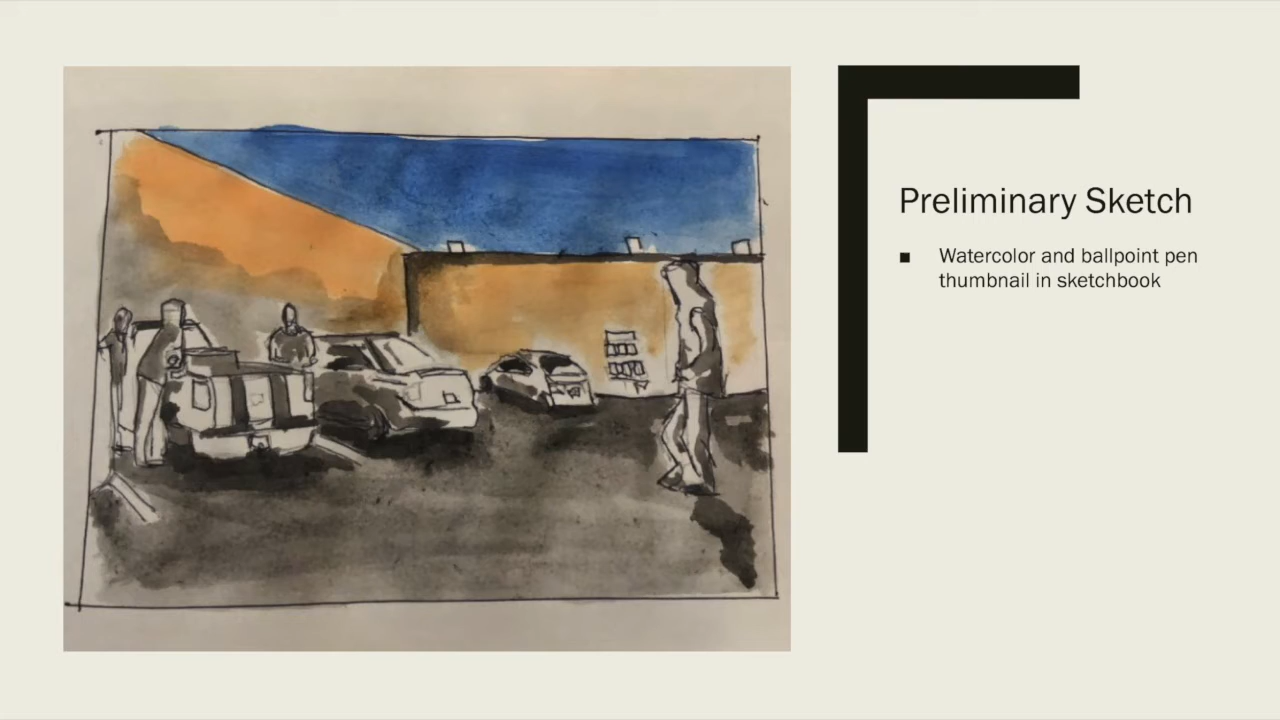 Preliminary Sketch
Watercolor and ballpoint pen
thumbnail in sketchbook